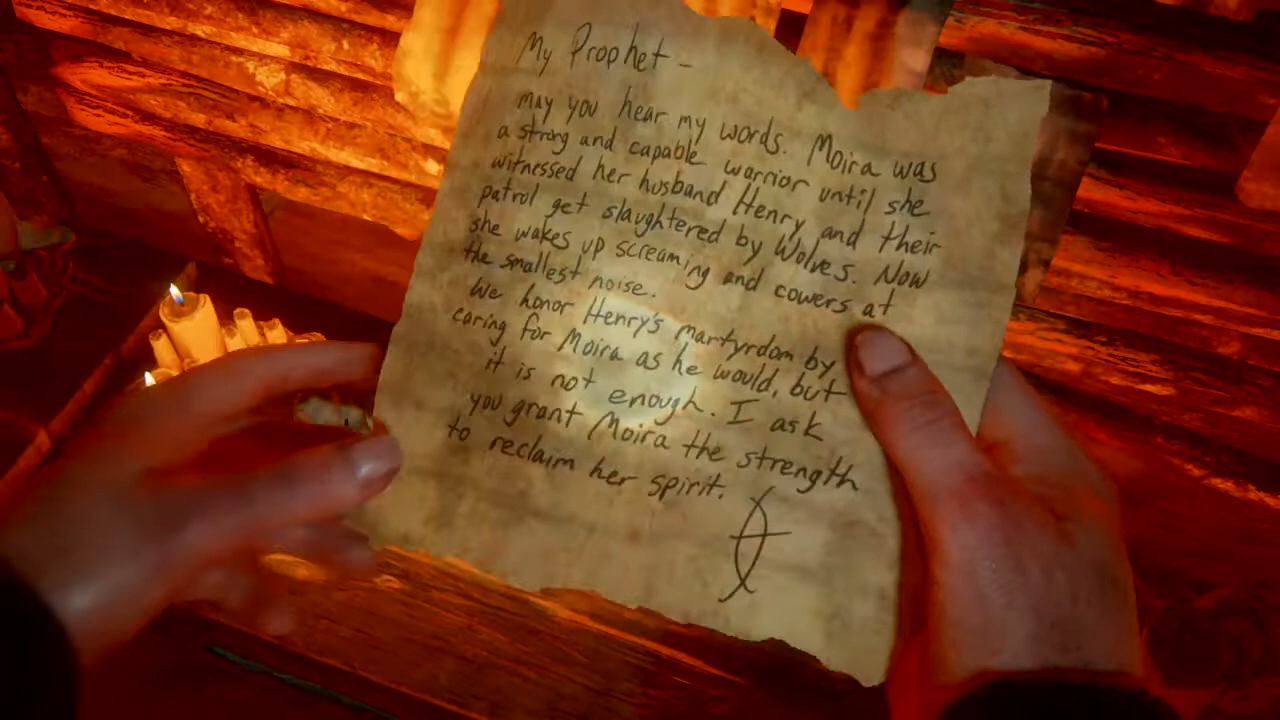 My Prophet -
may you hear my words. Moira was
a strong and capable warrior until she
witnessed her husband Henry and their
patrol get slaughtered by Wolves. Now
she wakes up screaming and cowers at
the smallest noise.
We honor Henry's martyrdom by
caring for Moira as he would, but
it is not enough. I ask
you grant Moira the strength
to reclaim her spirit.